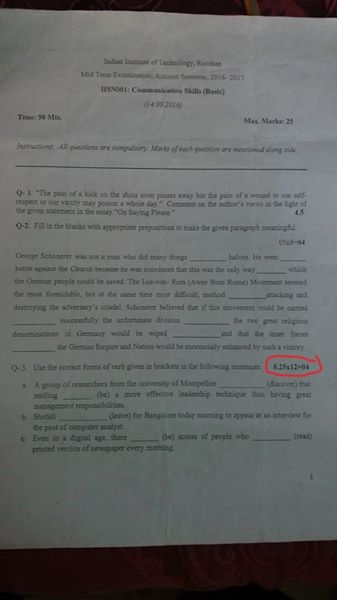 Indian Institute of Technology, Roorkee
Mid Term Examination, Autumn Semester, 2016- 2017
HSN001: Communication Skills (Basic)
(14.09.2016)
Time: 90 Mts. Max. Marks: 25
Instructions: All questions are compulsory. Marks of each question are mentioned along side.
Q- 1. "The pain of a kick on the shins soon passes away but the pain of a wound to our self-
respect or our vanity may poison a whole day." Comment on the author's views in the light of
the given statement in the essay "On Saying Please." 4.5
Q-2. Fill in the blanks with appropriate prepositions to make the given paragraph meaningful.
05x8=04
George Schonerer was not a man who did many things ________ halves. He went ________
battle against the Church because he was convinced that this was the only way ________ which
the German people could be saved. The Los-von- Rom (Away from Rome) Movement seemed
the most formidable, but at the same time most difficult, method ________ attacking and
destroying the adversary's citadel. Schonerer believed that if this movement could be carried
________ successfully the unfortunate division ________ the two great religious
denominations in Germany would be wiped ________ and that the inner forces
________ the German Empire and Nation would be enormously enhanced by such a victory.
Q- 3. Use the correct forms of verb given in brackets in the following sentences. 0.25x12=04
a. A group of researchers from the university of Montpellier ________ (discover) that
smiling ________ (be) a more effective leadership technique than having great
management responsibilities.
b. Shefali ________ (leave) for Bangalore today morning to appear at an interview for
the post of computer analyst.
c. Even in a digital age, there ________ (be) scores of people who ________ (read)
printed version of newspaper every morning.
1